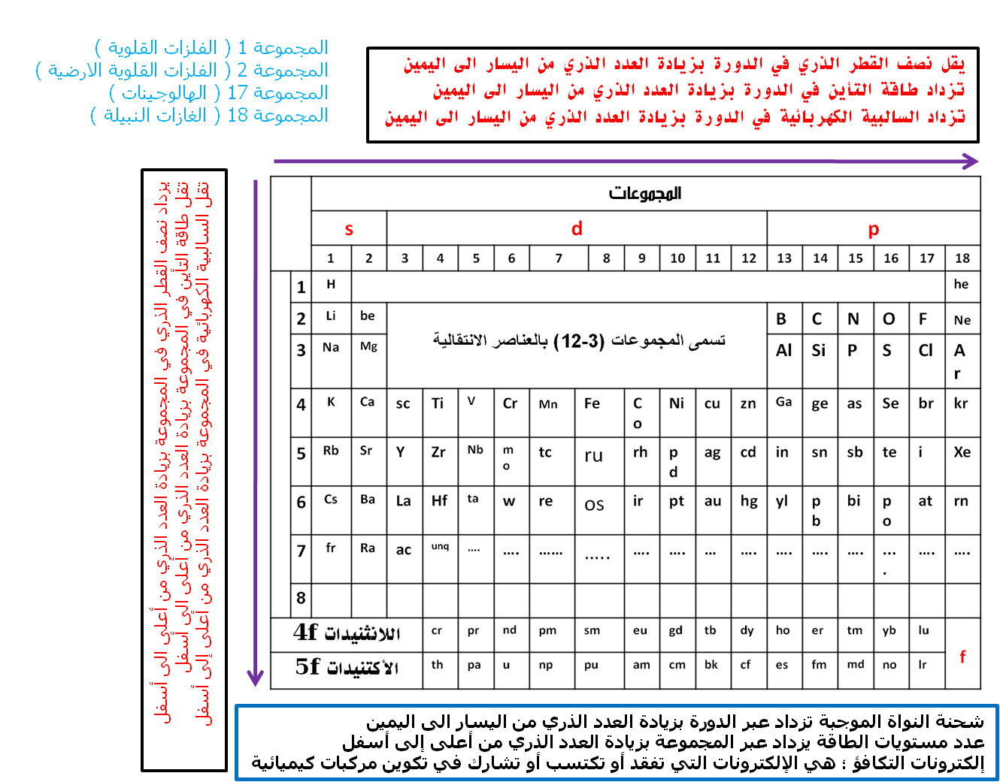 المجموعة 1 ( الفلزات القلوية )
المجموعة 2 ( الفلزات القلوية الارضية )
المجموعة 17 ( الهالوجينات )
المجموعة 18 ( الغازات النبيلة )
يقل نصف القطر الذري في الدورة بزيادة العدد الذري من اليسار الى اليمين
تزداد طاقة التأين في الدورة بزيادة العدد الذري من اليسار الى اليمين
تزداد السالبية الكهربائية في الدورة بزيادة العدد الذري من اليسار الى اليمين
يزداد نصف القطر الذري في المجموعة بزيادة العدد الذري من أعلى الى أسفل
تقل طاقة التأين في المجموعة بزيادة العدد الذري من أعلى إلى أسفل
تقل السالبية الكهربائية في المجموعة بزيادة العدد الذري من أعلى إلى أسفل
المجموعات
s d p
1 2 3 4 5 6 7 8 9 10 11 12 13 14 15 16 17 18
1 H he
2 Li be B C N O F Ne
تسمى المجموعات (3-12) بالعناصر الانتقالية
3 Na Mg Al Si P S Cl Ar
4 K Ca sc Ti V Cr Mn Fe Co Ni cu zn Ga ge as Se br kr
5 Rb Sr Y Zr Nb mo tc ru rh pd ag cd in sn sb te i Xe
6 Cs Ba La Hf ta w re os ir pt au hg yl pb bi po at rn
7 fr Ra ac unq .... .... ...... ..... .... .... ... .... .... .... .... .... .... ....
8
اللانثنيدات 4f cr pr nd pm sm eu gd tb dy ho er tm yb lu
f
الأكتنيدات 5f th pa u np pu am cm bk cf es fm md no lr
شحنة النواة الموجبة تزداد عبر الدورة بزيادة العدد الذري من اليسار الى اليمين
عدد مستويات الطاقة يزداد عبر المجموعة بزيادة العدد الذري من أعلى إلى أسفل
إلكترونات التكافؤ ؛ هي الإلكترونات التي تفقد أو تكتسب أو تشارك في تكوين مركبات كيميائية